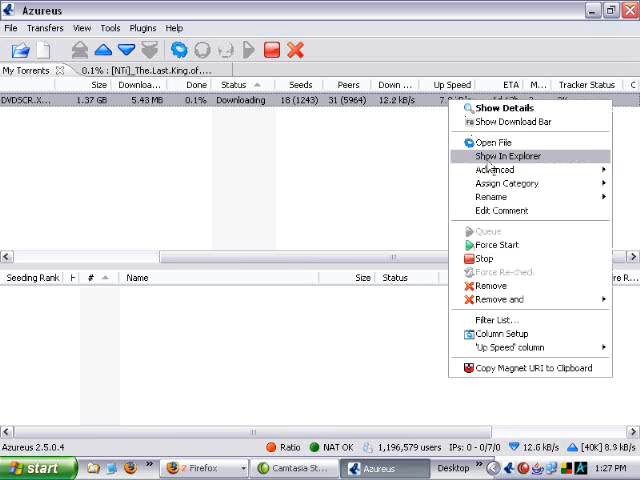 Azureus
File Transfers View Tools Plugins Help
My Torrents 0.1% : [NTi]_The.Last.King.of....
Size Downloa... Done Status Seeds Peers Down ... Up Speed ETA M... Tracker Status C
DVDSCR.X... 1.37 GB 5.43 MB 0.1% Downloading 18 (1243) 31 (5964) 12.2 kB/s
Show Details
Show Download Bar
Open File
Show In Explorer
Advanced
Assign Category
Rename
Edit Comment
Queue
Force Start
Stop
Force Re-check
Remove
Remove and
Filter List...
Column Setup
'Up Speed' column
Copy Magnet URI to Clipboard
Seeding Rank H # Name Size Status
Azureus 2.5.0.4 Ratio NAT OK 1,196,579 users IPs: 0 - 0/7/0 12.6 kB/s [40K] 8.9 kB/s
start 2 Firefox Camtasia St... Azureus Desktop 1:27 PM